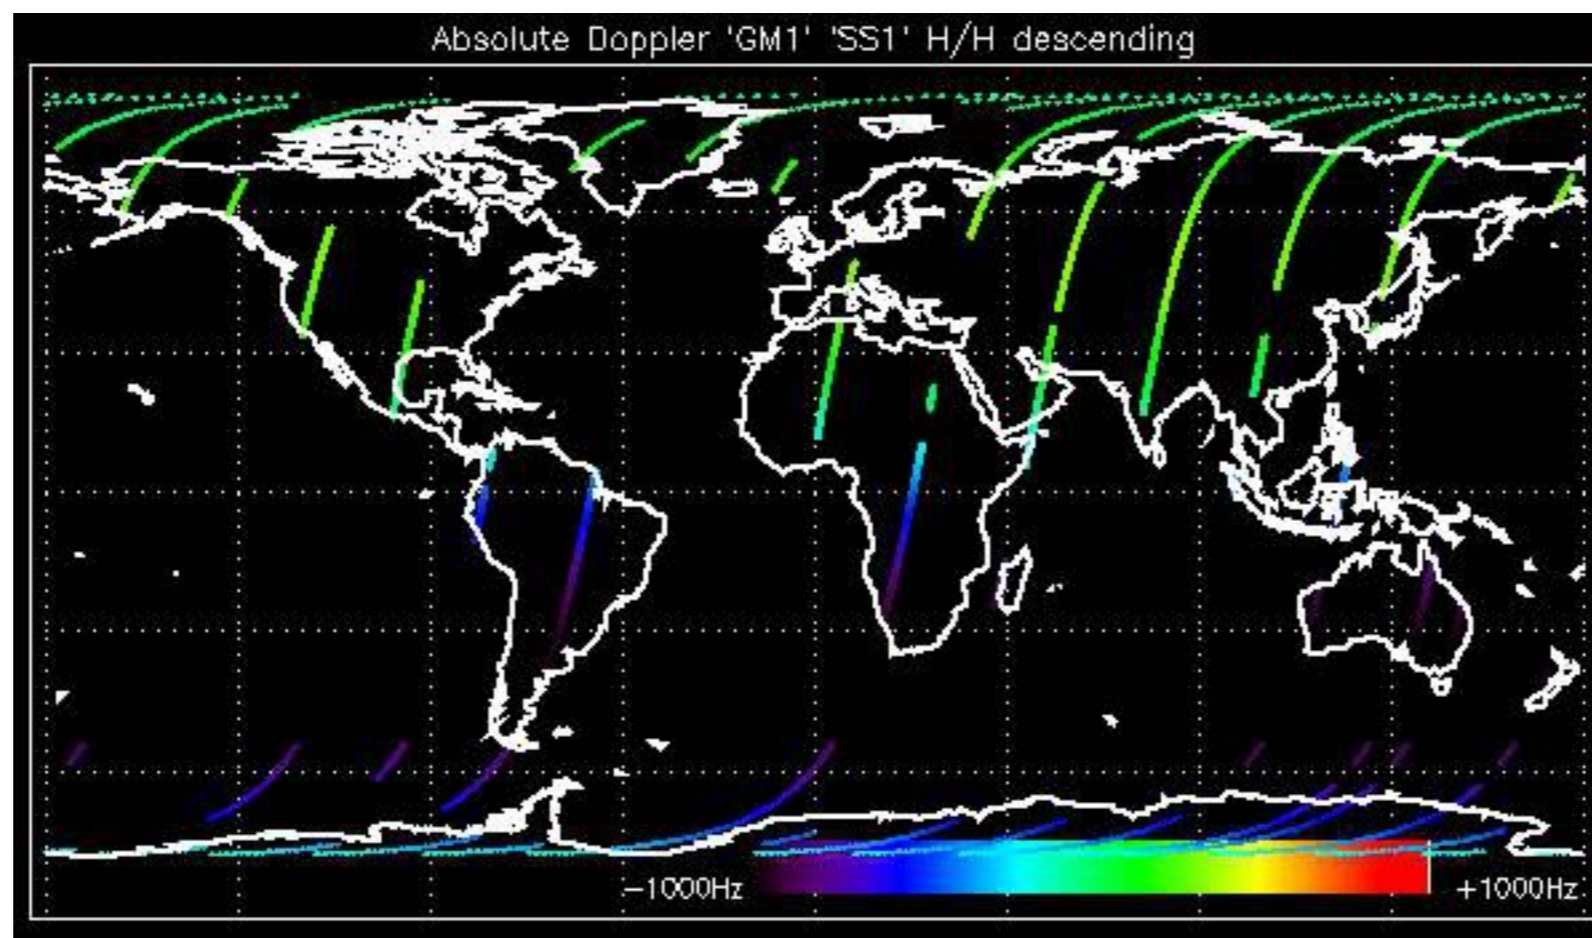 Absolute Doppler 'GM1' 'SS1' H/H descending
−1000Hz
+1000Hz